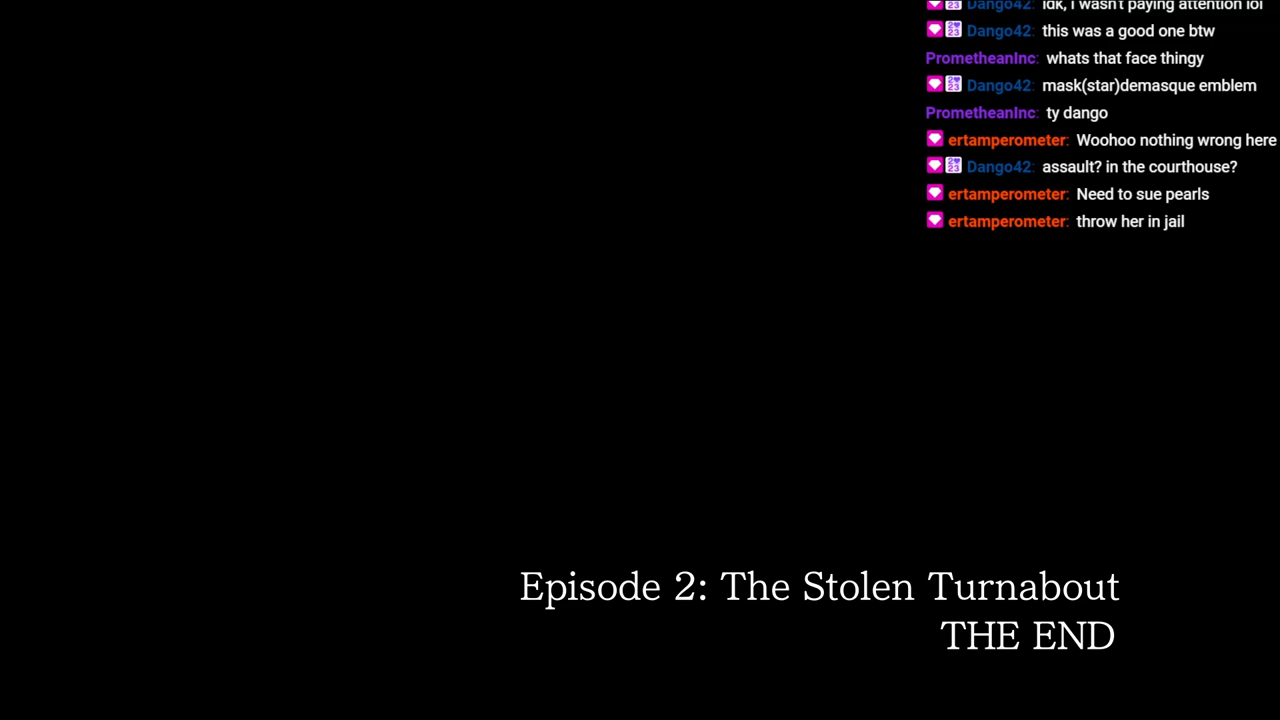 Dango42: idk, i wasn't paying attention lol
Dango42: this was a good one btw
PrometheanInc: whats that face thingy
Dango42: mask(star)demasque emblem
PrometheanInc: ty dango
ertamperometer: Woohoo nothing wrong here
Dango42: assault? in the courthouse?
ertamperometer: Need to sue pearls
ertamperometer: throw her in jail
Episode 2: The Stolen Turnabout
THE END